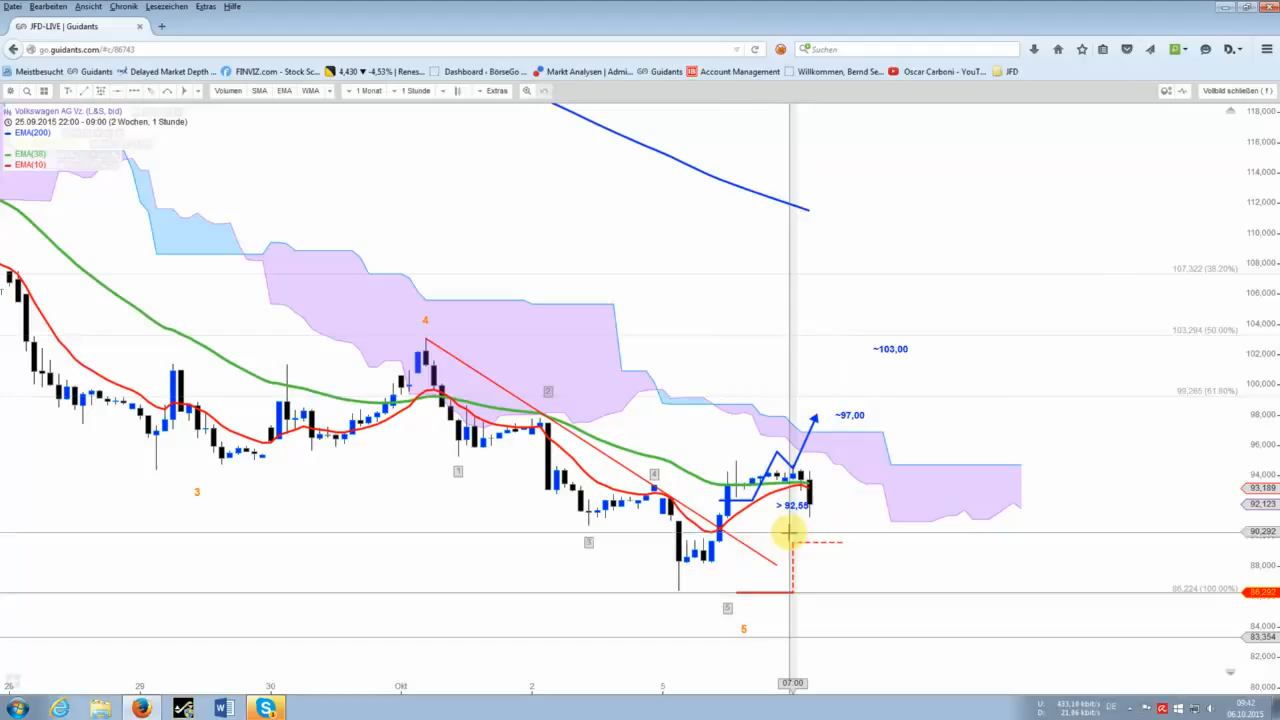 Datei Bearbeiten Ansicht Chronik Lesezeichen Extras Hilfe
JFD-LIVE | Guidants
go.guidants.com/#c/86743
Suchen
Meistbesucht Guidants Delayed Market Depth ... FINVIZ.com - Stock Sc... 4,430 ▼ -4,53% | Renes... Dashboard - BörseGo ... Markt Analysen | Admi... Guidants Account Management Willkommen, Bernd Se... Oscar Carboni - YouT... JFD
Volumen SMA EMA WMA 1 Monat 1 Stunde Extras Vollbild schließen ( f )
Volkswagen AG Vz. (L&S, bid)
25.09.2015 22:00 - 09:00 (2 Wochen, 1 Stunde)
EMA(200)
EMA(38)
EMA(10)
118,000
116,000
114,000
112,000
110,000
108,000
107,322 (38.20%)
106,000
104,000
103,294 (50.00%)
102,000
100,000
99,265 (61.80%)
98,000
96,000
94,000
93,189
92,123
90,292
88,000
86,224 (100.00%)
86,292
84,000
83,354
82,000
80,000
4
~103,00
2
~97,00
1
4
3
> 92,55
3
5
5
29 30 Okt 2 5 07:00
U: 433,10 kbit/s
D: 21,96 kbit/s
DE
09:42
06.10.2015